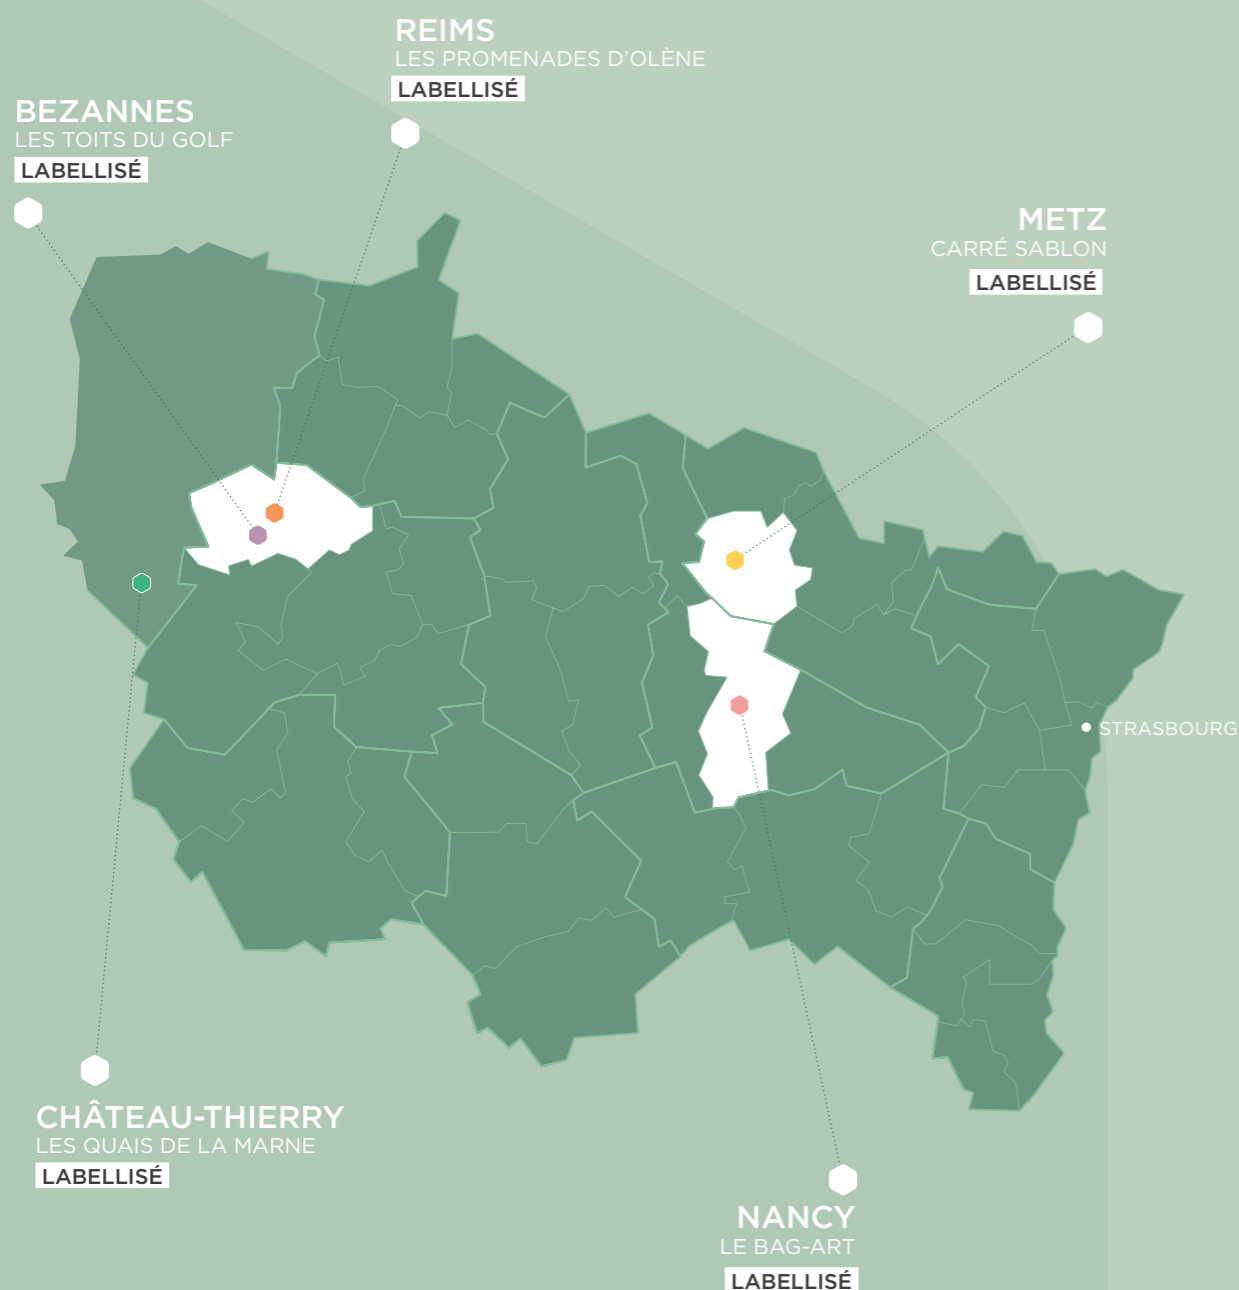 REIMS
LES PROMENADES D'OLÈNE
LABELLISÉ
BEZANNES
LES TOITS DU GOLF
LABELLISÉ
METZ
CARRÉ SABLON
LABELLISÉ
STRASBOURG
CHÂTEAU-THIERRY
LES QUAIS DE LA MARNE
LABELLISÉ
NANCY
LE BAG-ART
LABELLISÉ